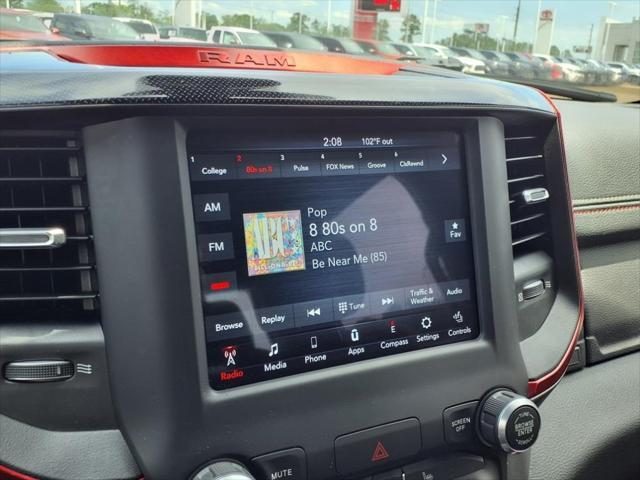 RAM
2:08 102°F out
1 2 3 4 5 6
College 80s on 8 Pulse FOX News Groove ClsRewnd
AM
FM
Pop
8 80s on 8
ABC
Be Near Me (85)
Fav
ABC
Browse Replay Tune Traffic & Weather Audio
Radio Media Phone Apps E Compass Settings Controls
MUTE
SCREEN OFF
TUNE
BROWSE
ENTER